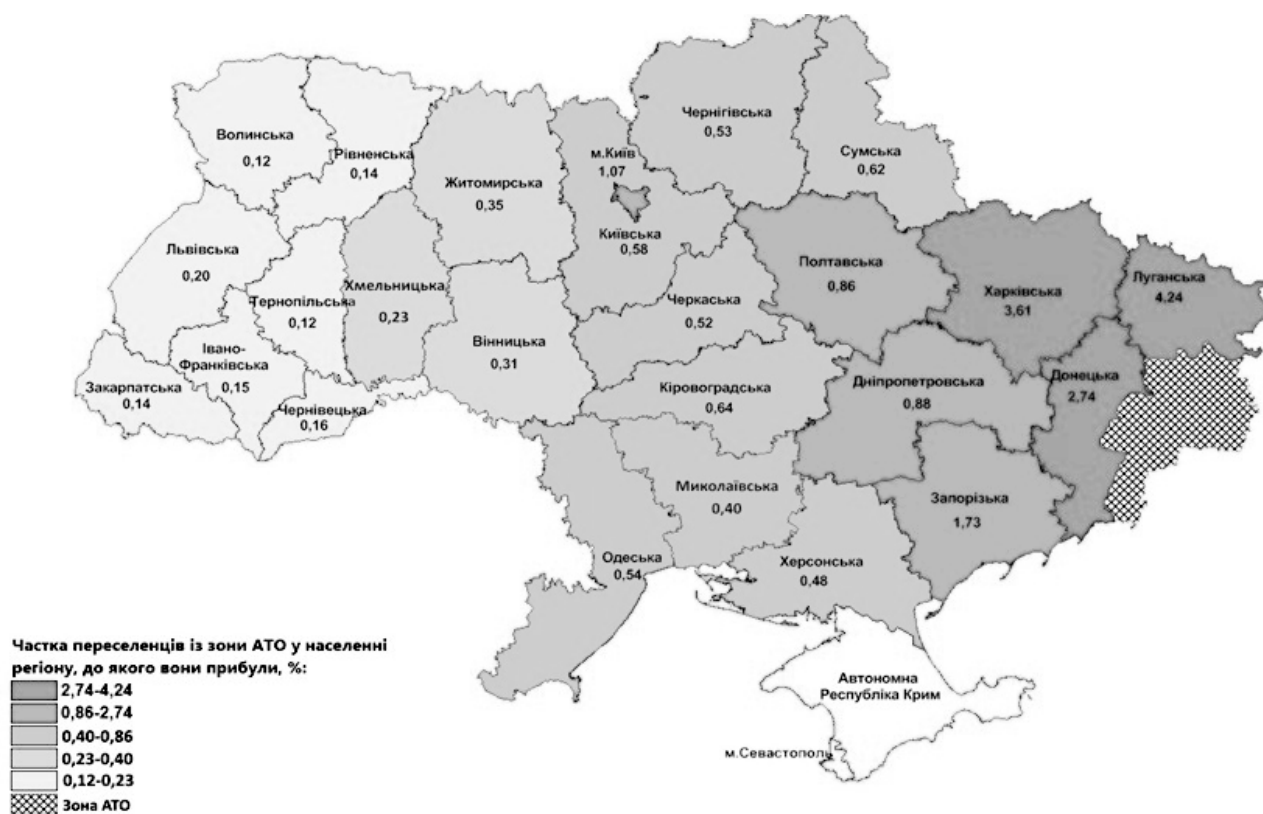 Волинська
0,12
Рівненська
0,14
Житомирська
0,35
м.Київ
1,07
Київська
0,58
Чернігівська
0,53
Сумська
0,62
Львівська
0,20
Тернопільська
0,12
Хмельницька
0,23
Вінницька
0,31
Черкаська
0,52
Полтавська
0,86
Харківська
3,61
Луганська
4,24
Закарпатська
0,14
Івано-
Франківська
0,15
Чернівецька
0,16
Кіровоградська
0,64
Дніпропетровська
0,88
Донецька
2,74
Одеська
0,54
Миколаївська
0,40
Херсонська
0,48
Запорізька
1,73
Автономна
Республіка Крим
м.Севастополь
Частка переселенців із зони АТО у населенні
регіону, до якого вони прибули, %:
2,74-4,24
0,86-2,74
0,40-0,86
0,23-0,40
0,12-0,23
Зона АТО